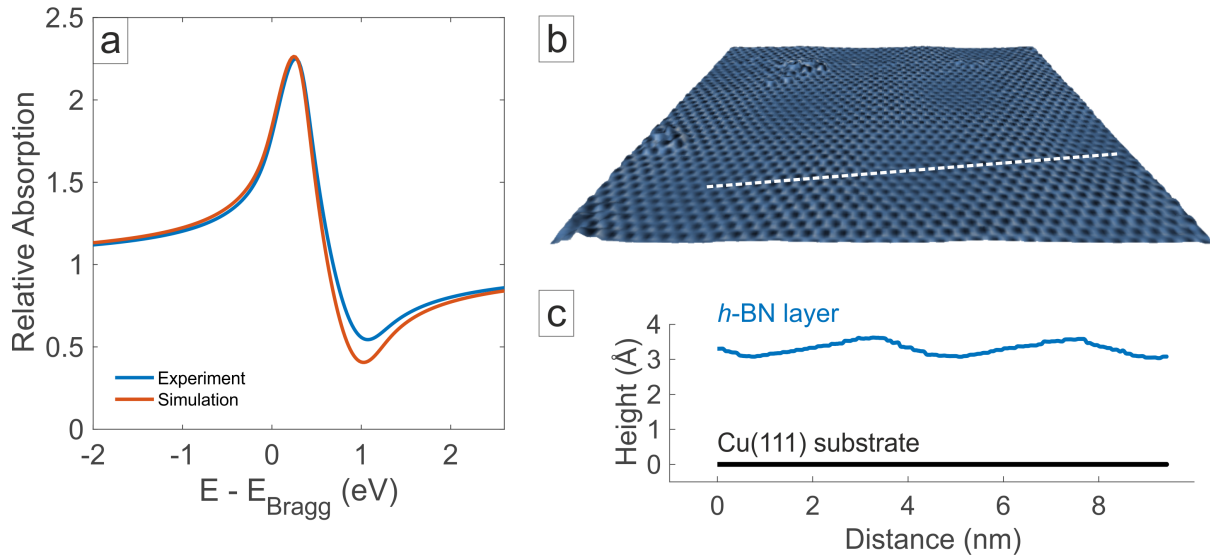 a
2.5
2
1.5
1
0.5
0
Relative Absorption
Experiment
Simulation
-2 -1 0 1 2
E - E_Bragg (eV)
b
c
h-BN layer
4
3
2
1
0
Height (Å)
Cu(111) substrate
0 2 4 6 8
Distance (nm)